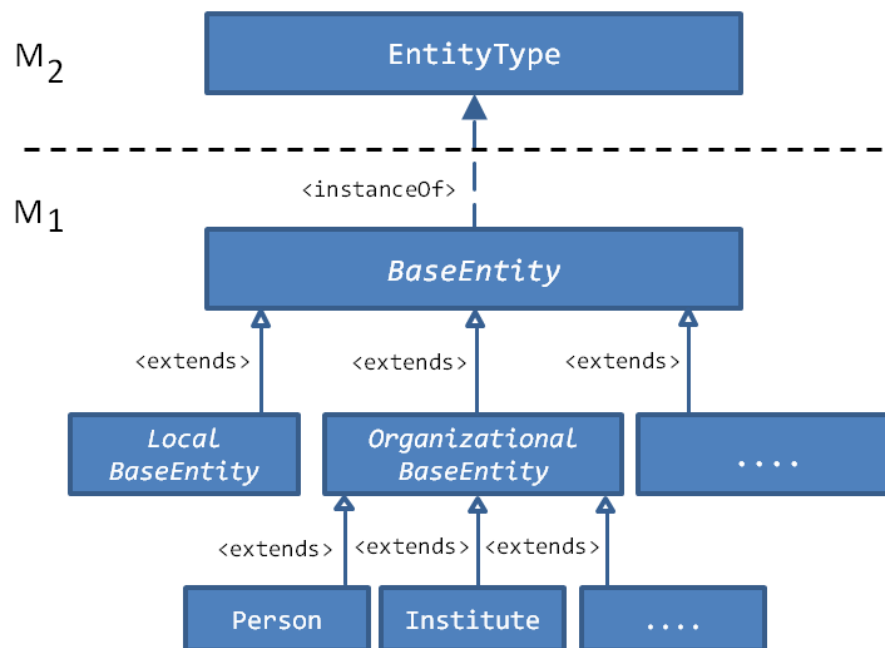 M2
EntityType
<instanceOf>
M1
BaseEntity
<extends>
<extends>
<extends>
Local
BaseEntity
Organizational
BaseEntity
....
<extends>
<extends>
<extends>
Person
Institute
....